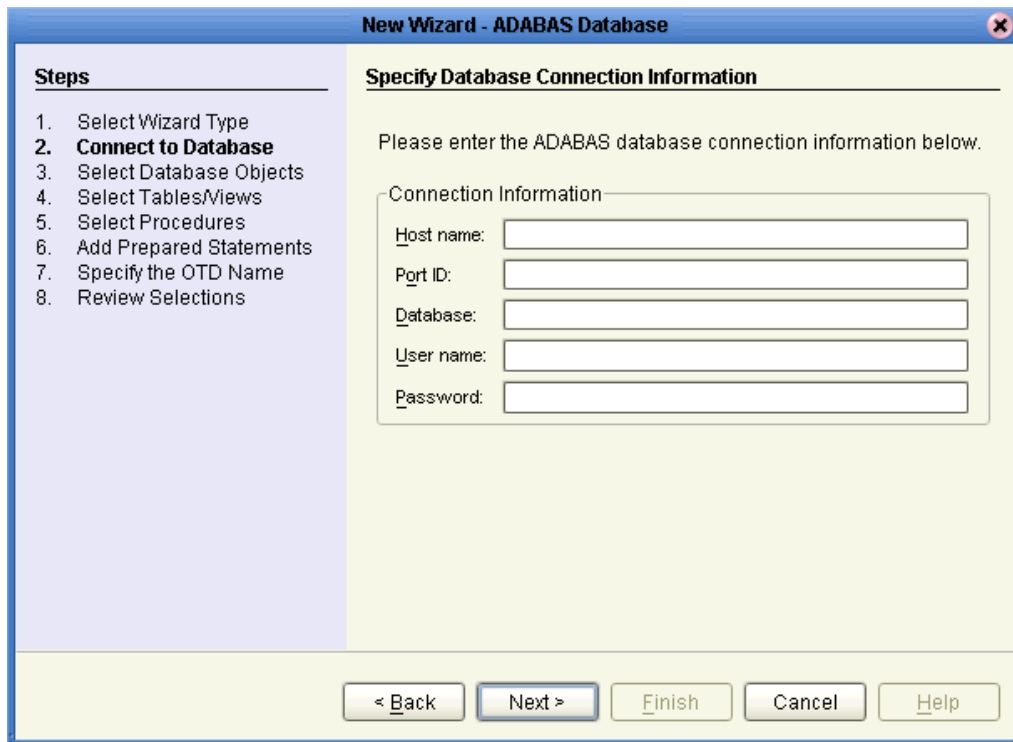 New Wizard - ADABAS Database
Steps
1. Select Wizard Type
2. Connect to Database
3. Select Database Objects
4. Select Tables/Views
5. Select Procedures
6. Add Prepared Statements
7. Specify the OTD Name
8. Review Selections
Specify Database Connection Information
Please enter the ADABAS database connection information below.
Connection Information
Host name:
Port ID:
Database:
User name:
Password:
< Back
Next >
Finish
Cancel
Help